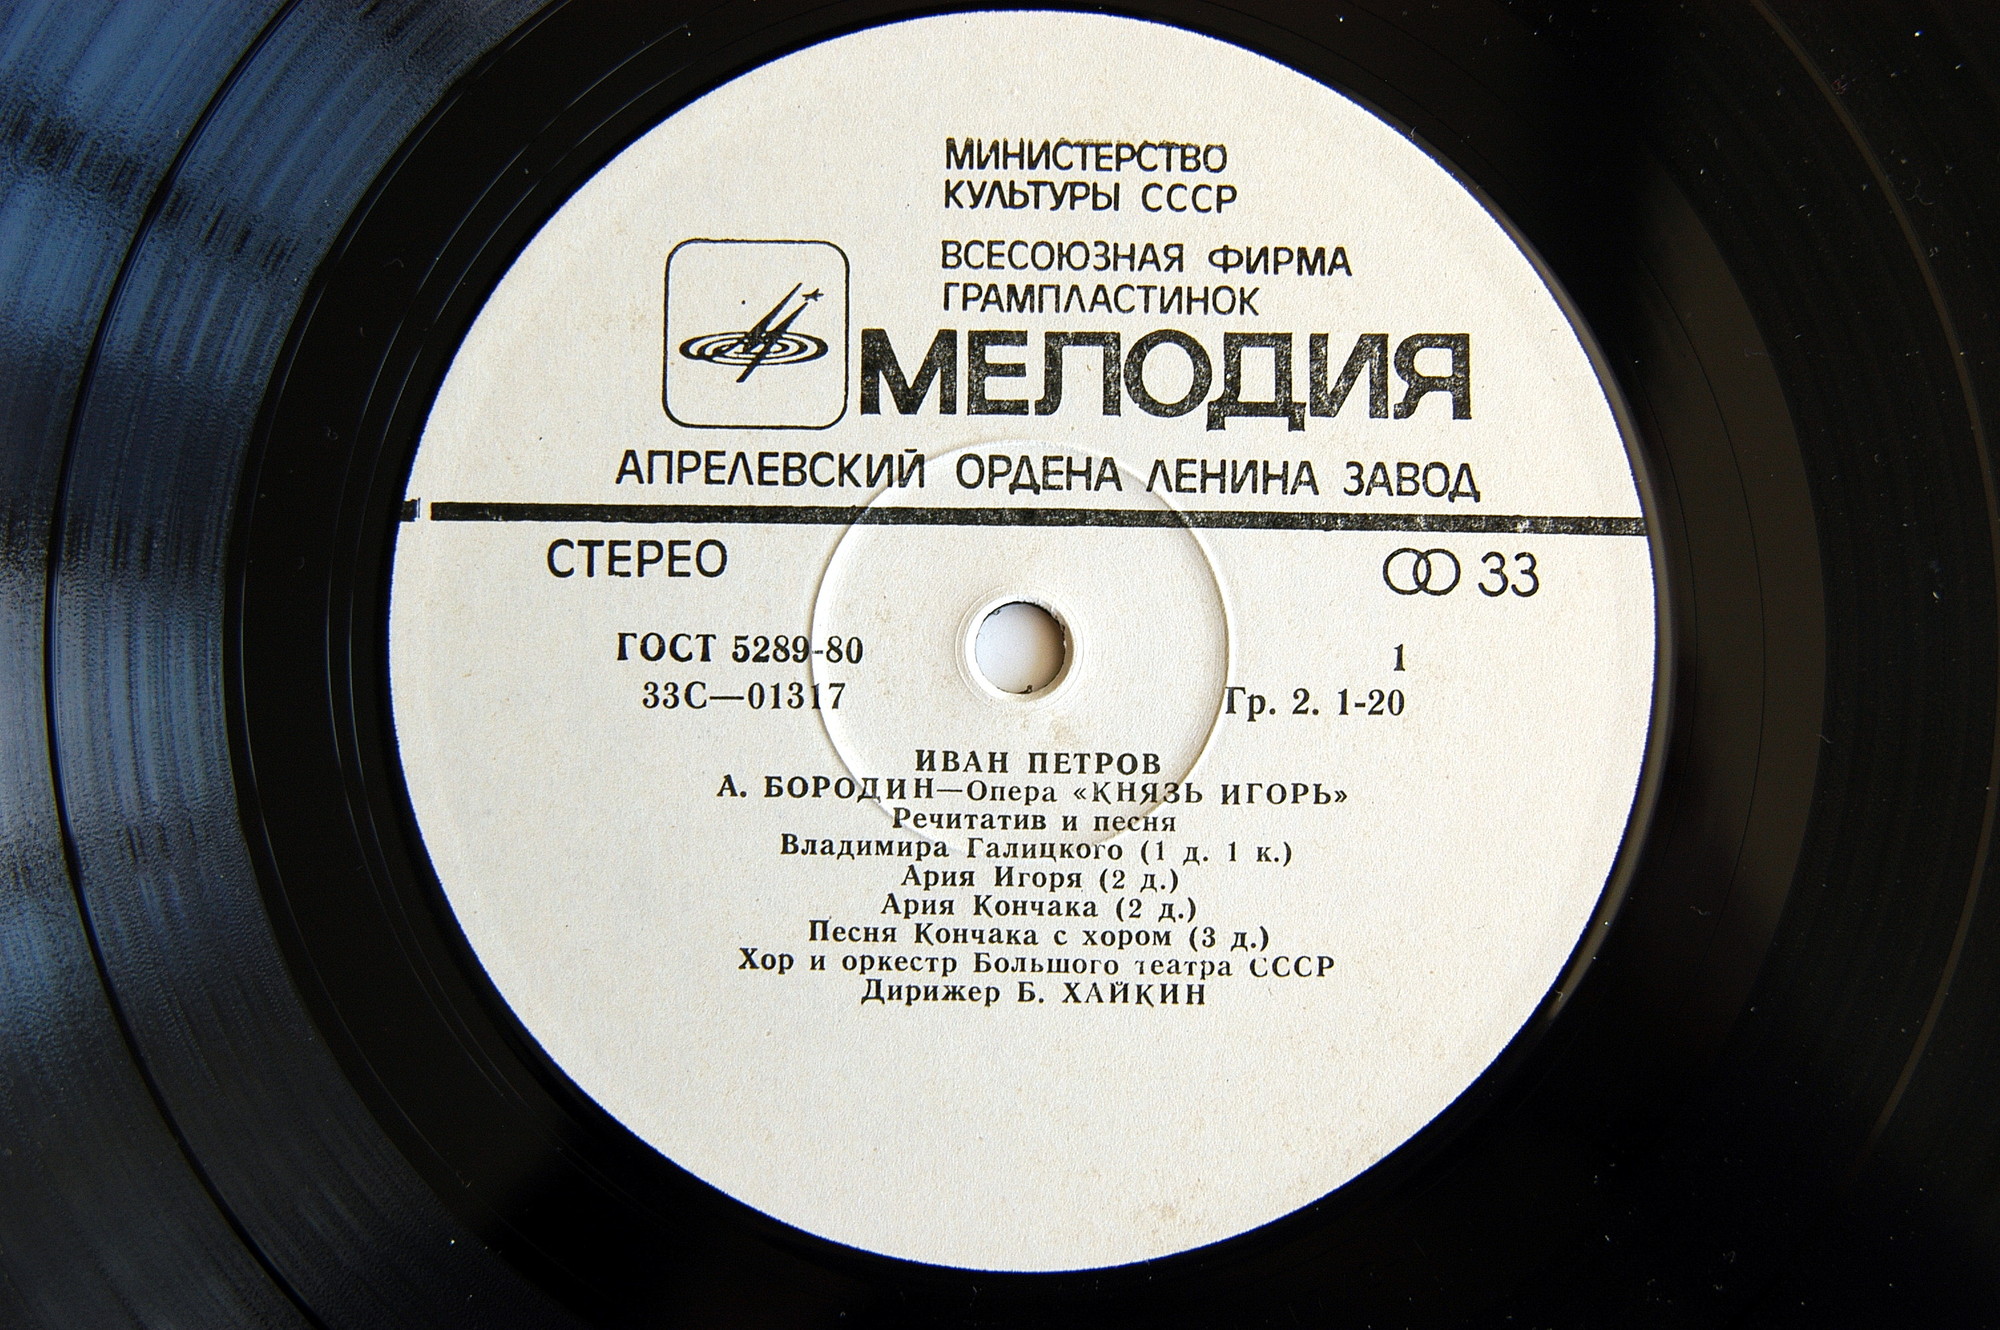 МИНИСТЕРСТВО
КУЛЬТУРЫ СССР
ВСЕСОЮЗНАЯ ФИРМА
ГРАМПЛАСТИНОК
МЕЛОДИЯ
АПРЕЛЕВСКИЙ ОРДЕНА ЛЕНИНА ЗАВОД
СТЕРЕО
33
ГОСТ 5289-80
1
33С—01317
Гр. 2. 1-20
ИВАН ПЕТРОВ
А. БОРОДИН—Опера «КНЯЗЬ ИГОРЬ»
Речитатив и песня
Владимира Галицкого (1 д. 1 к.)
Ария Игоря (2 д.)
Ария Кончака (2 д.)
Песня Кончака с хором (3 д.)
Хор и оркестр Большого театра СССР
Дирижер Б. ХАЙКИН